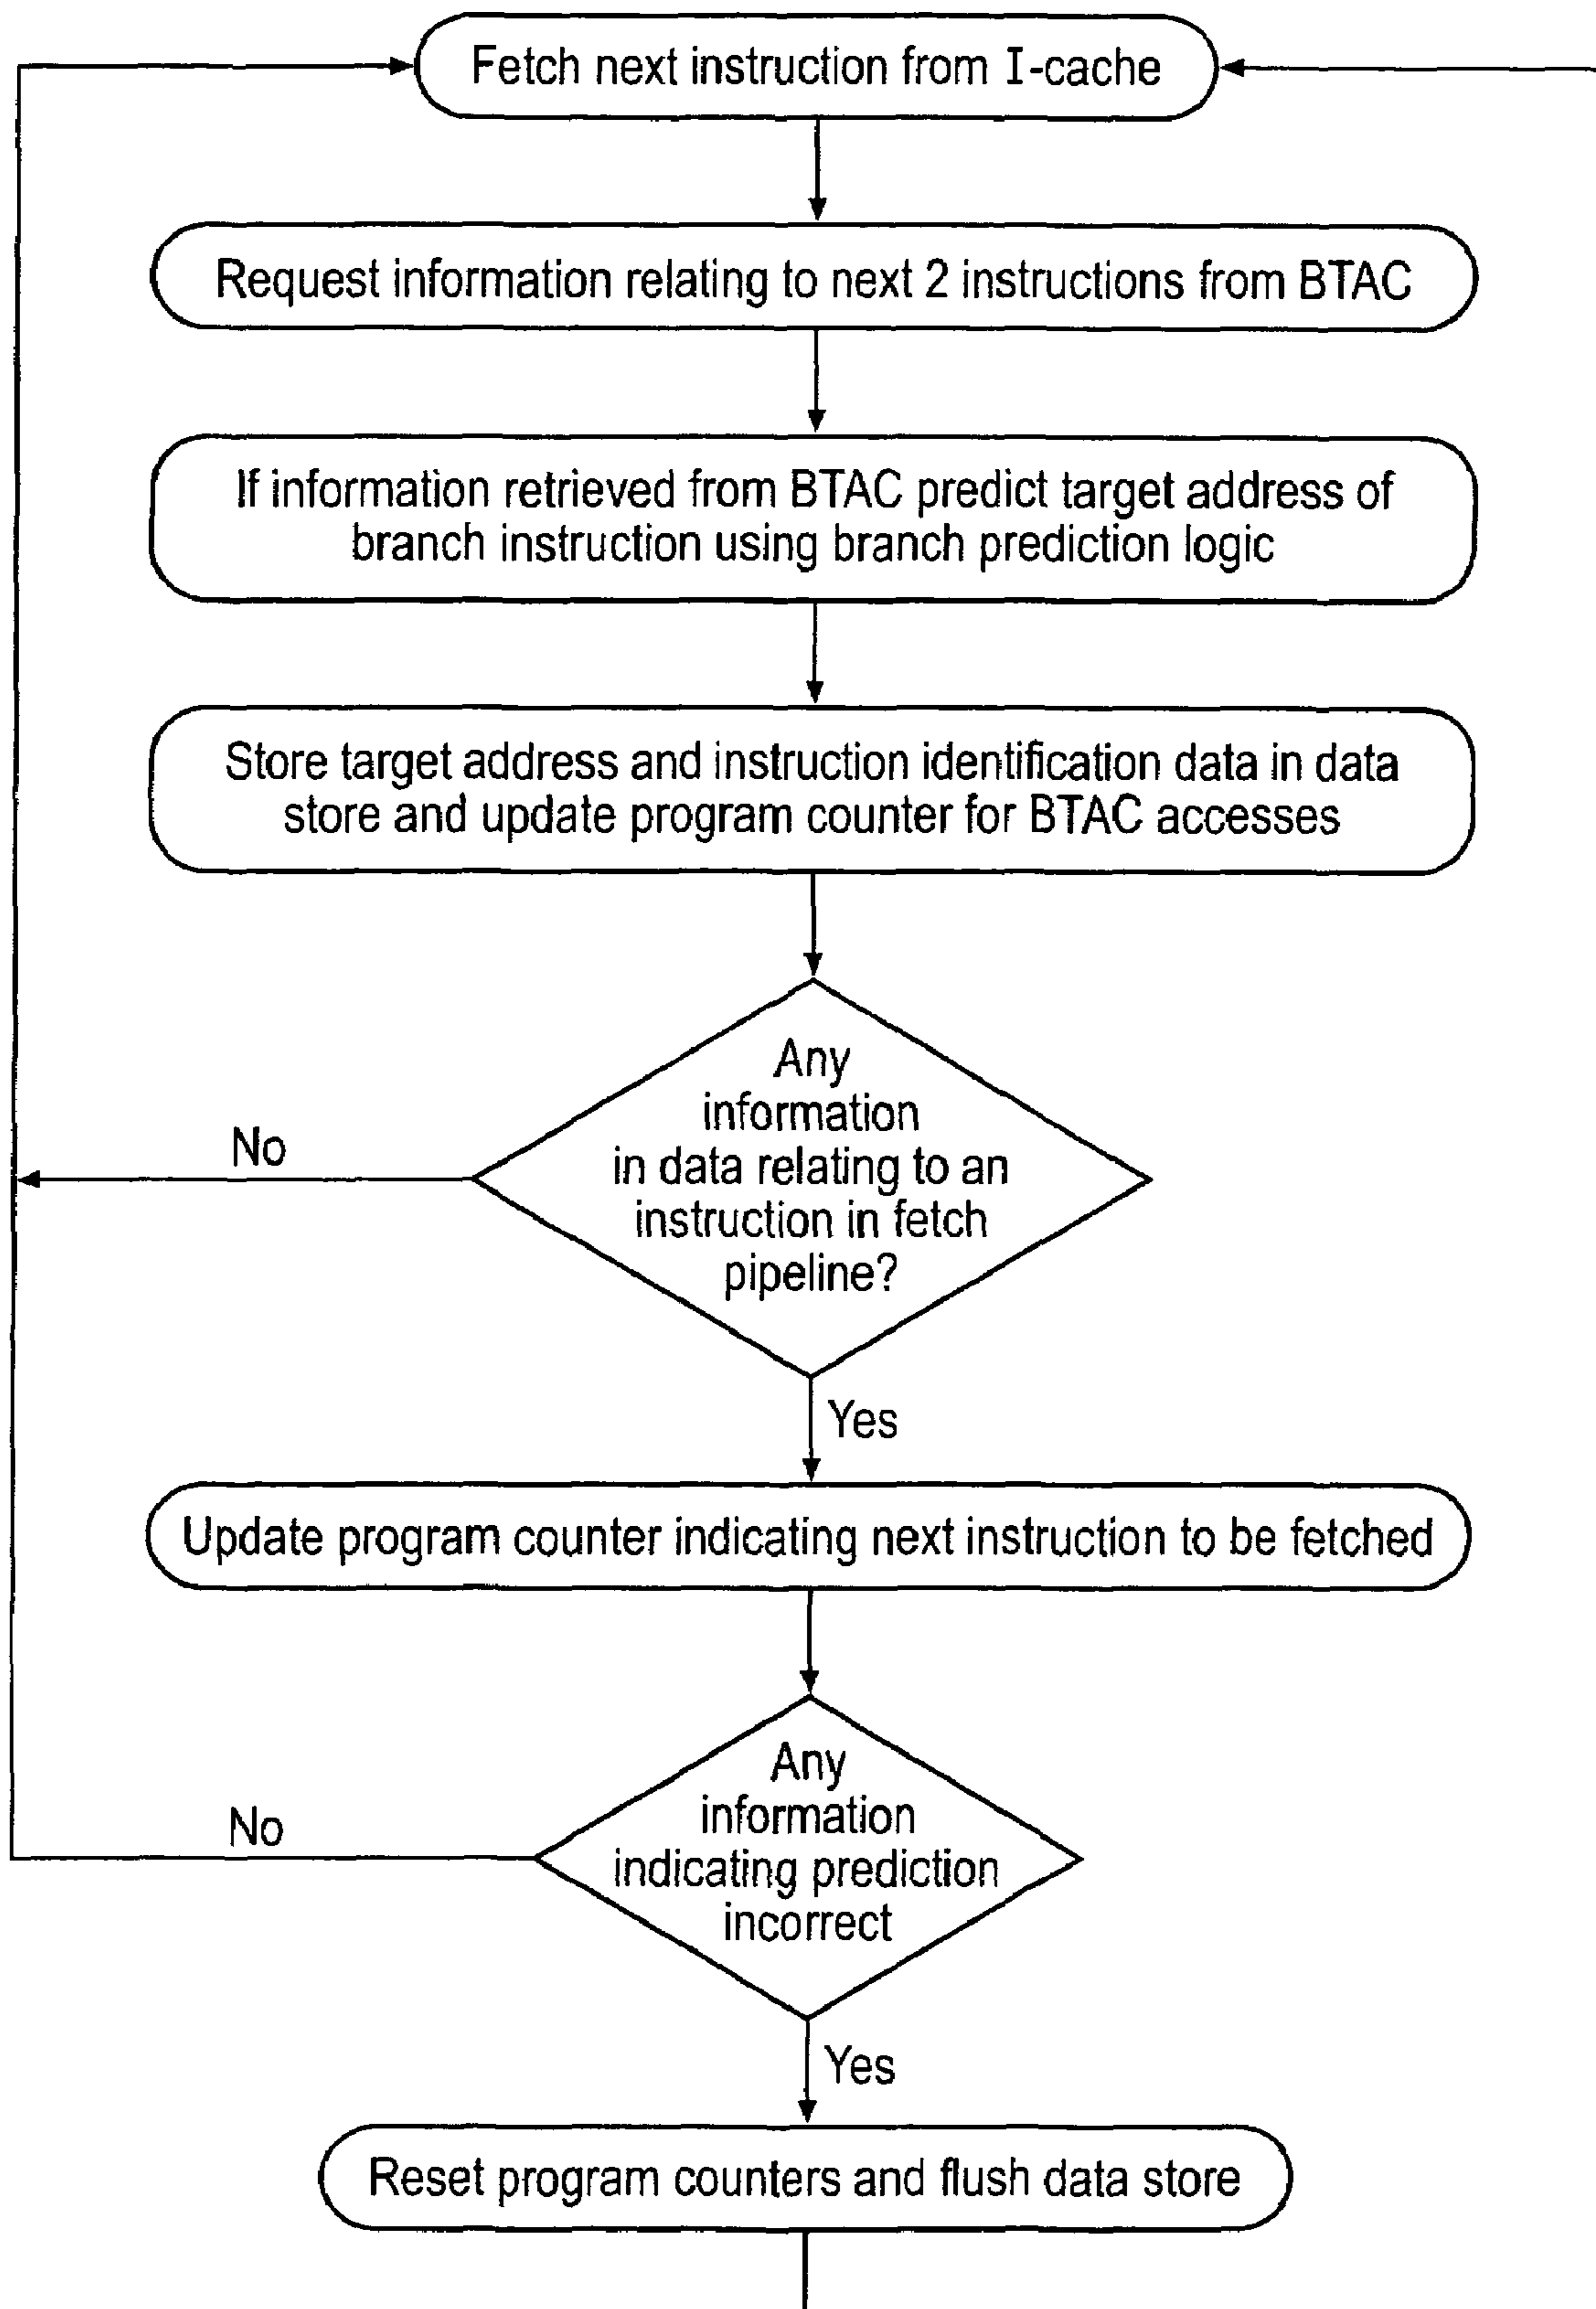 Fetch next instruction from I-cache
Request information relating to next 2 instructions from BTAC
If information retrieved from BTAC predict target address of
branch instruction using branch prediction logic
Store target address and instruction identification data in data
store and update program counter for BTAC accesses
Any
information
in data relating to an
instruction in fetch
pipeline?
No
Yes
Update program counter indicating next instruction to be fetched
Any
information
indicating prediction
incorrect
No
Yes
Reset program counters and flush data store